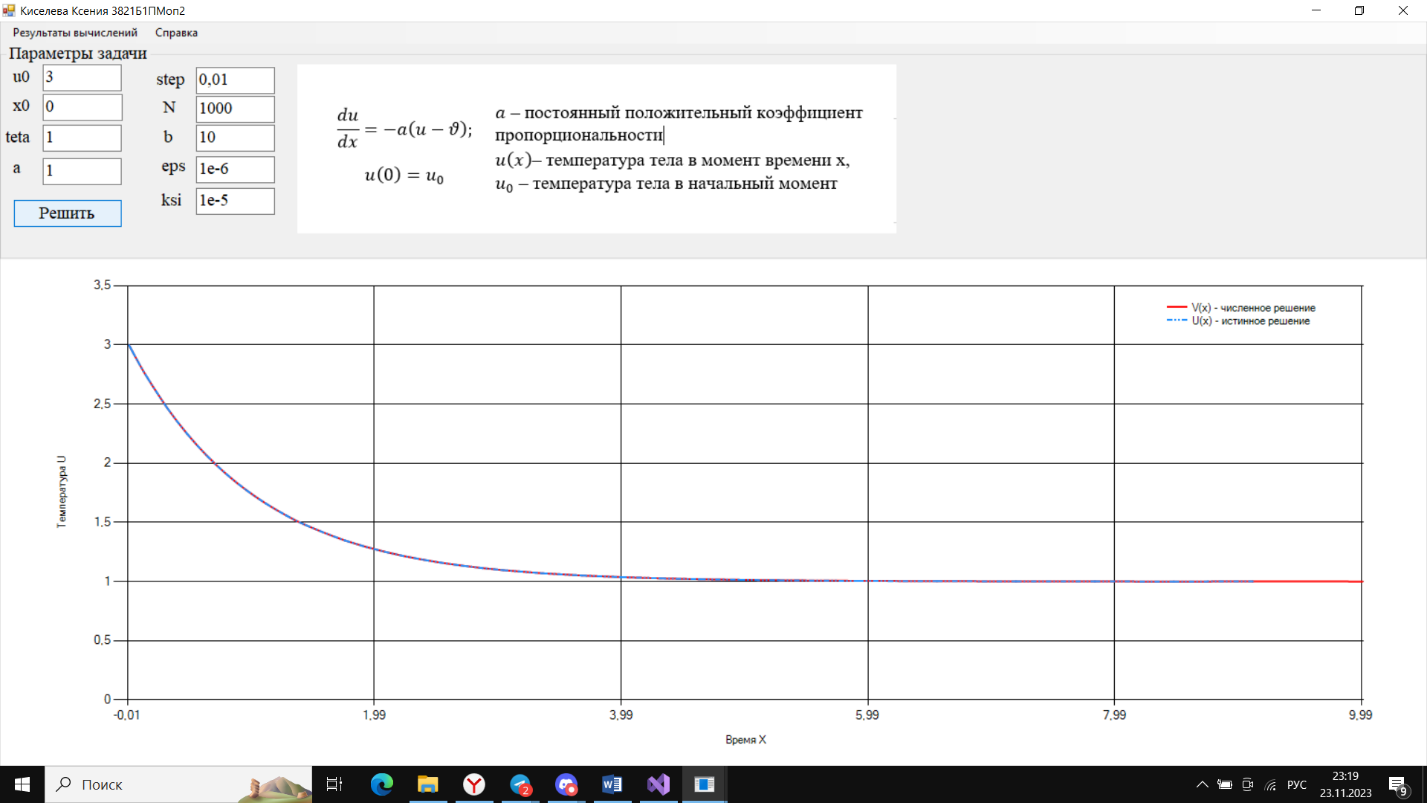 Киселева Ксения 3821Б1ПМоп2
Результаты вычислений Справка
Параметры задачи
u0 3
x0 0
teta 1
a 1
Решить
step 0,01
N 1000
b 10
eps 1e-6
ksi 1e-5
du/dx = −a(u − ϑ);
u(0) = u₀
a – постоянный положительный коэффициент
пропорциональности
u(x)– температура тела в момент времени x,
u₀ – температура тела в начальный момент
V(x) - численное решение
U(x) - истинное решение
3,5
3
2,5
2
1,5
1
0,5
0
Температура U
-0,01 1,99 3,99 5,99 7,99 9,99
Время X
Поиск
2
РУС
23:19
23.11.2023
9